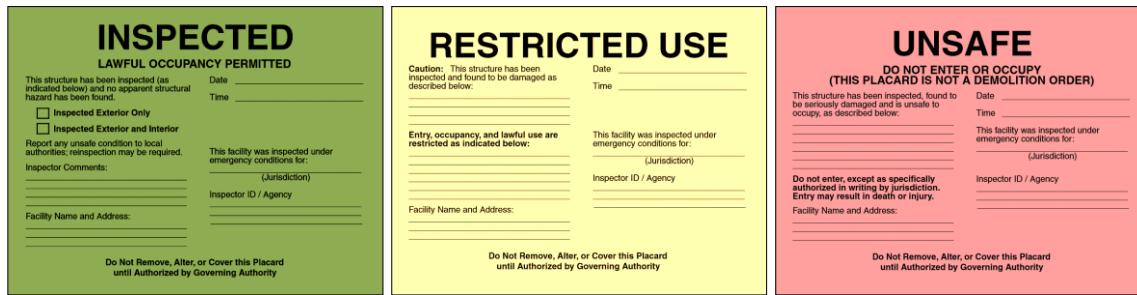 INSPECTED
LAWFUL OCCUPANCY PERMITTED
This structure has been inspected (as
indicated below) and no apparent structural
hazard has been found.
Inspected Exterior Only
Inspected Exterior and Interior
Report any unsafe condition to local
authorities; reinspection may be required.
Inspector Comments:
Facility Name and Address:
Date
Time
This facility was inspected under
emergency conditions for:
(Jurisdiction)
Inspector ID / Agency
Do Not Remove, Alter, or Cover this Placard
until Authorized by Governing Authority
RESTRICTED USE
Caution: This structure has been
inspected and found to be damaged as
described below:
Entry, occupancy, and lawful use are
restricted as indicated below:
Facility Name and Address:
Date
Time
This facility was inspected under
emergency conditions for:
(Jurisdiction)
Inspector ID / Agency
Do Not Remove, Alter, or Cover this Placard
until Authorized by Governing Authority
UNSAFE
DO NOT ENTER OR OCCUPY
(THIS PLACARD IS NOT A DEMOLITION ORDER)
This structure has been inspected, found to
be seriously damaged and is unsafe to
occupy, as described below:
Do not enter, except as specifically
authorized in writing by jurisdiction.
Entry may result in death or injury.
Facility Name and Address:
Date
Time
This facility was inspected under
emergency conditions for:
(Jurisdiction)
Inspector ID / Agency
Do Not Remove, Alter, or Cover this Placard
until Authorized by Governing Authority